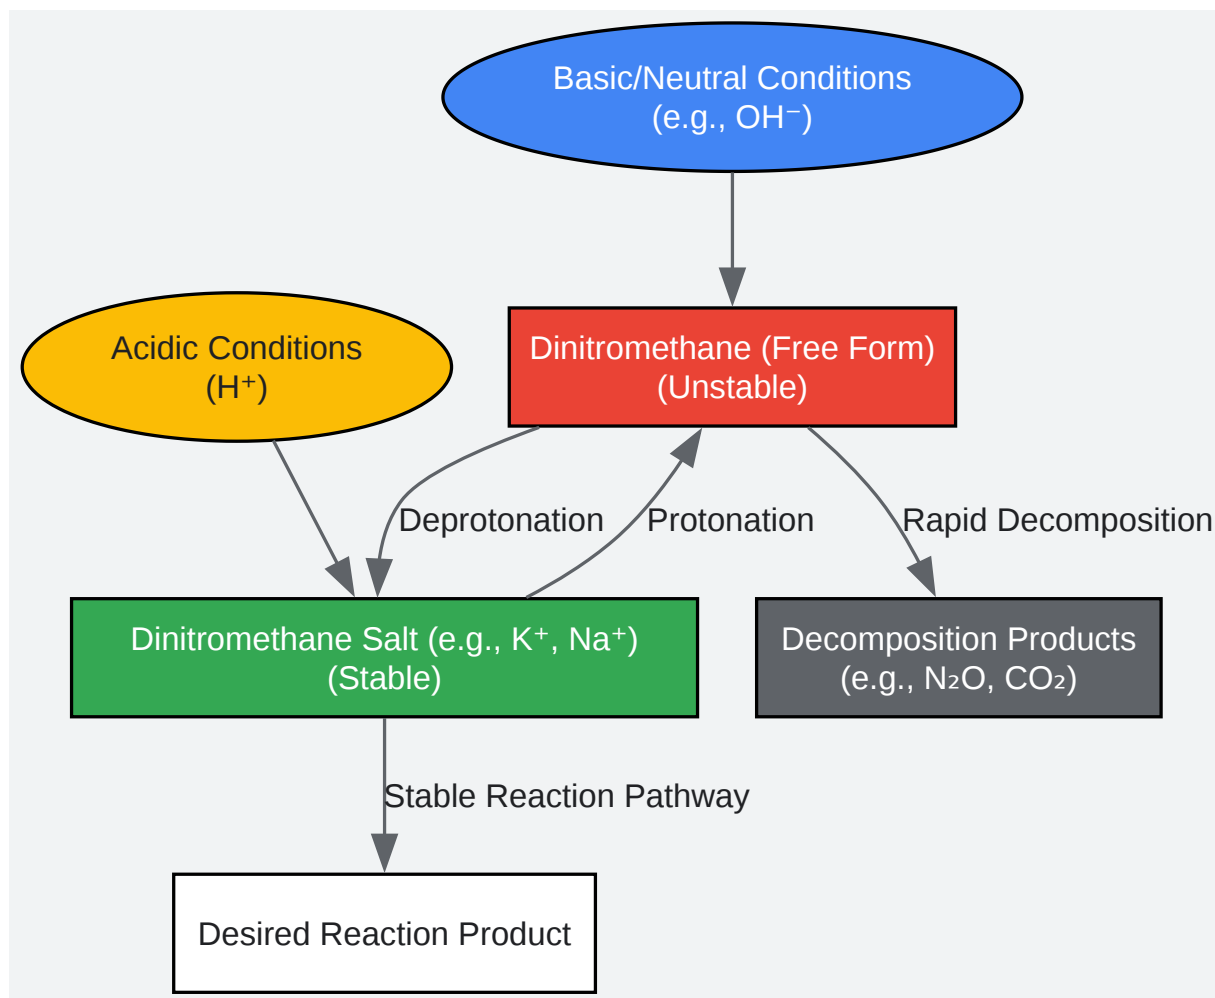 Basic/Neutral Conditions
(e.g., OH⁻)
Acidic Conditions
(H⁺)
Dinitromethane (Free Form)
(Unstable)
Deprotonation
Protonation
Rapid Decomposition
Dinitromethane Salt (e.g., K⁺, Na⁺)
(Stable)
Decomposition Products
(e.g., N₂O, CO₂)
Stable Reaction Pathway
Desired Reaction Product